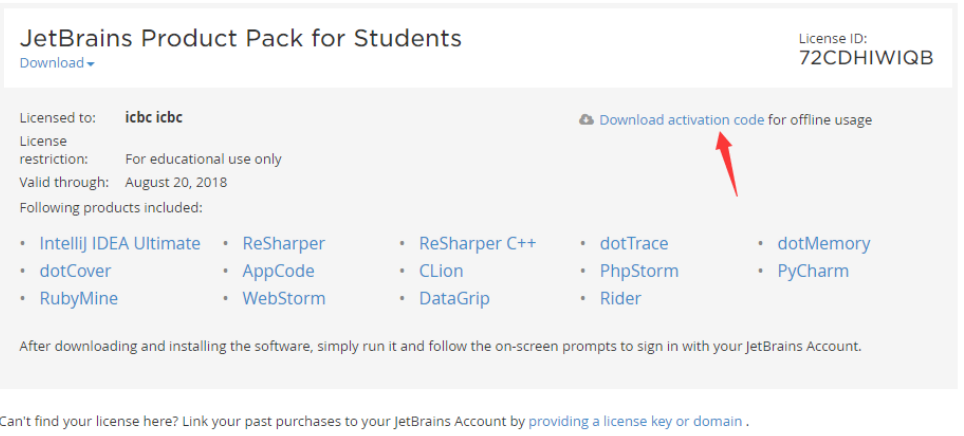 JetBrains Product Pack for Students
Download
License ID:
72CDHIWIQB
Licensed to: icbc icbc
Download activation code for offline usage
License
restriction: For educational use only
Valid through: August 20, 2018
Following products included:
• IntelliJ IDEA Ultimate • ReSharper • ReSharper C++ • dotTrace • dotMemory
• dotCover • AppCode • CLion • PhpStorm • PyCharm
• RubyMine • WebStorm • DataGrip • Rider
After downloading and installing the software, simply run it and follow the on-screen prompts to sign in with your JetBrains Account.
Can't find your license here? Link your past purchases to your JetBrains Account by providing a license key or domain .